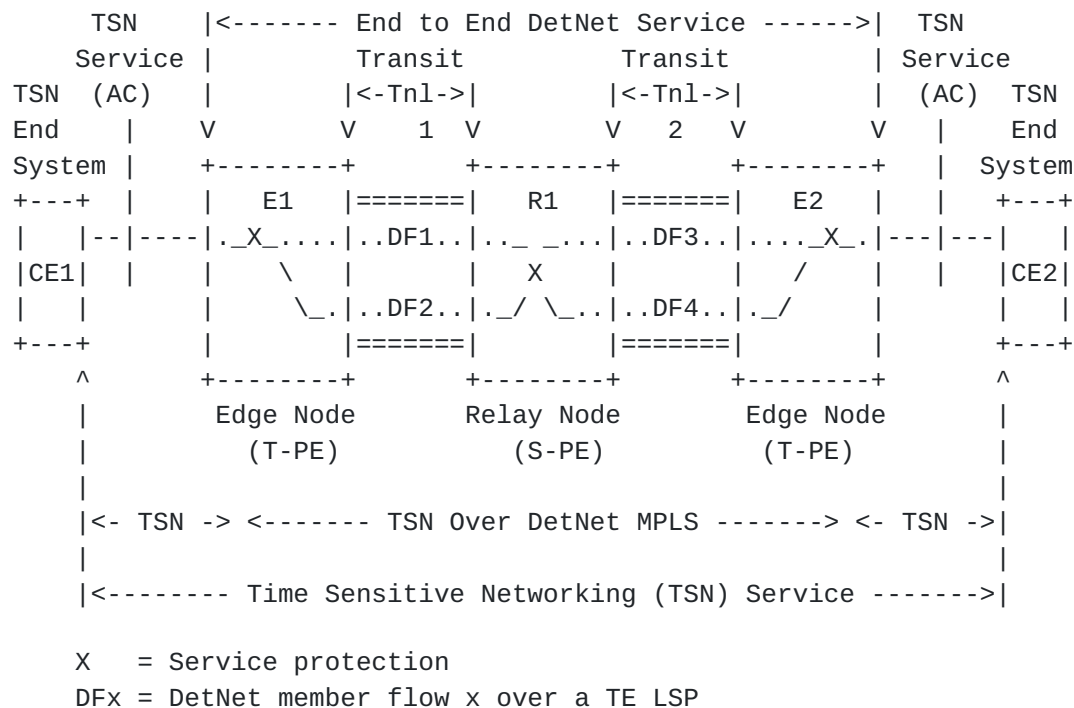 TSN    |<------- End to End DetNet Service ------>|  TSN
    Service |         Transit          Transit         | Service
TSN  (AC)   |        |<-Tnl->|        |<-Tnl->|        |  (AC)  TSN
End    |    V        V    1  V        V   2   V        V   |    End
System |    +--------+       +--------+       +--------+   |  System
+---+  |    |   E1   |=======|   R1   |=======|   E2   |   |   +---+
|   |--|----|._X_....|..DF1..|.._ _...|..DF3..|...._X_.|---|---|   |
|CE1|  |    |    \   |       |   X    |       |   /    |   |   |CE2|
|   |       |     \_.|..DF2..|._/ \_..|..DF4..|._/     |       |   |
+---+       |        |=======|        |=======|        |       +---+
    ^       +--------+       +--------+       +--------+       ^
    |        Edge Node       Relay Node        Edge Node       |
    |          (T-PE)           (S-PE)          (T-PE)         |
    |                                                          |
    |<- TSN -> <------- TSN Over DetNet MPLS -------> <- TSN ->|
    |                                                          |
    |<-------- Time Sensitive Networking (TSN) Service ------->|

    X   = Service protection
    DFx = DetNet member flow x over a TE LSP